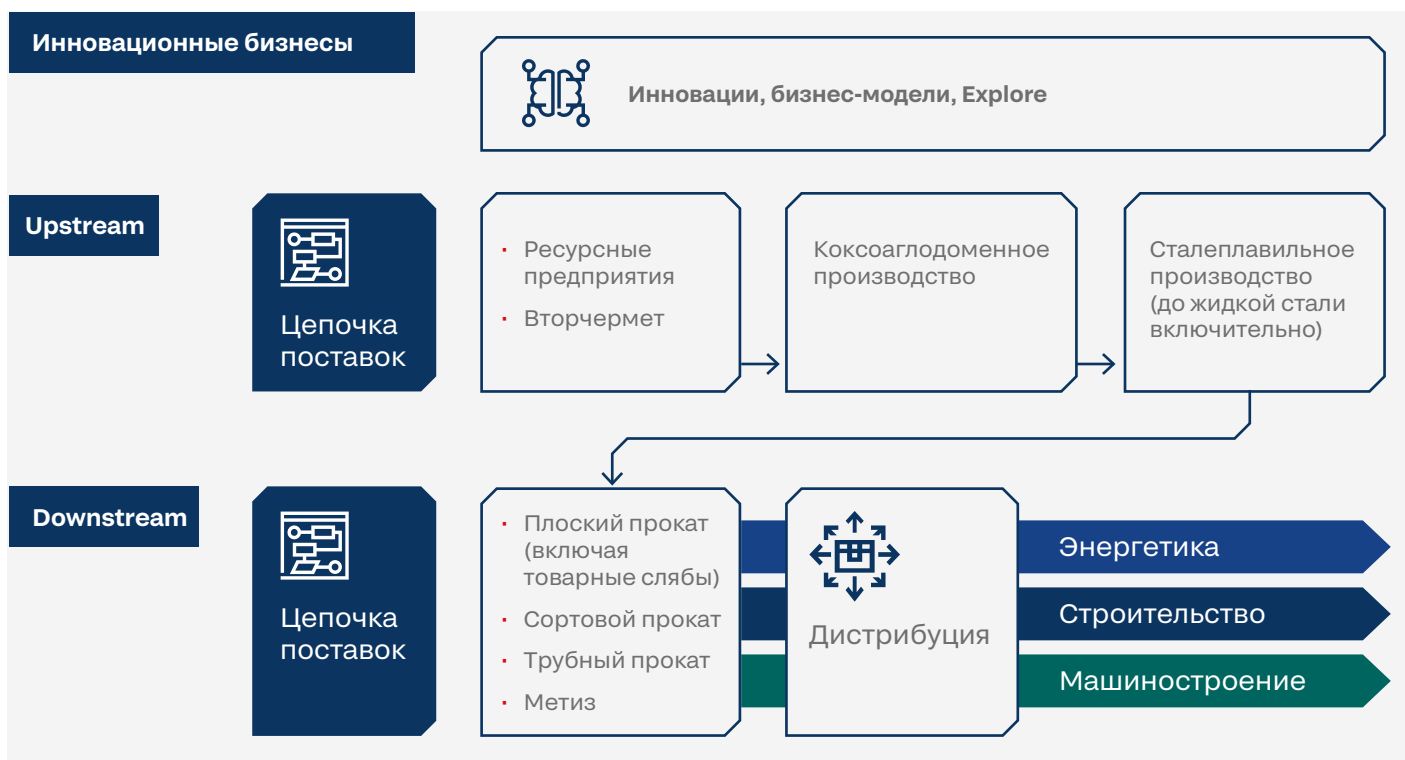 Инновационные бизнесы
Инновации, бизнес-модели, Explore
Upstream
Цепочка
поставок
· Ресурсные
предприятия
· Вторчермет
Коксоаглодоменное
производство
Сталеплавильное
производство
(до жидкой стали
включительно)
Downstream
Цепочка
поставок
· Плоский прокат
(включая
товарные слябы)
· Сортовой прокат
· Трубный прокат
· Метиз
Дистрибуция
Энергетика
Строительство
Машиностроение